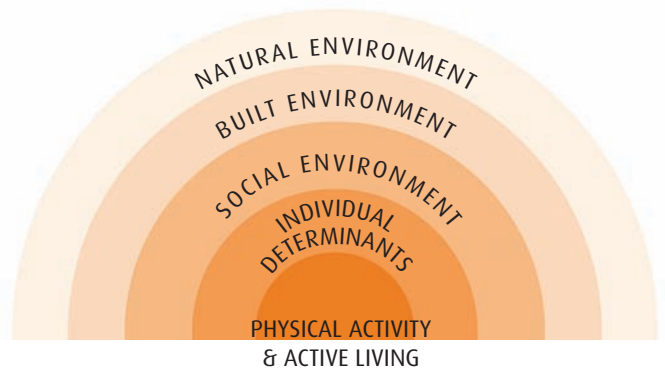 NATURAL ENVIRONMENT
BUILT ENVIRONMENT
SOCIAL ENVIRONMENT
INDIVIDUAL
DETERMINANTS
PHYSICAL ACTIVITY
& ACTIVE LIVING